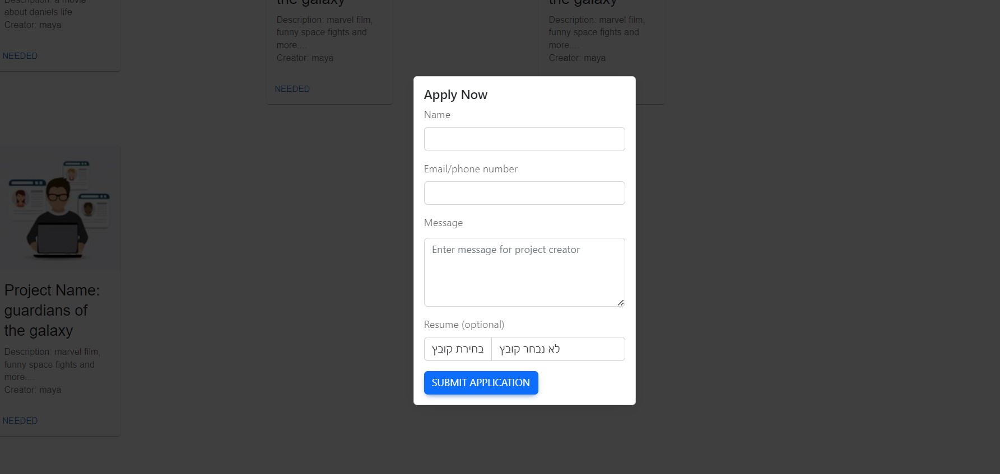 Description: a movie
about daniels life
Creator: maya
NEEDED
the galaxy
Description: marvel film,
funny space fights and
more....
Creator: maya
NEEDED
the galaxy
Description: marvel film,
funny space fights and
more....
Creator: maya
Project Name:
guardians of
the galaxy
Description: marvel film,
funny space fights and
more....
Creator: maya
NEEDED
Apply Now
Name
Email/phone number
Message
Enter message for project creator
Resume (optional)
בחירת קובץ לא נבחר קובץ
SUBMIT APPLICATION